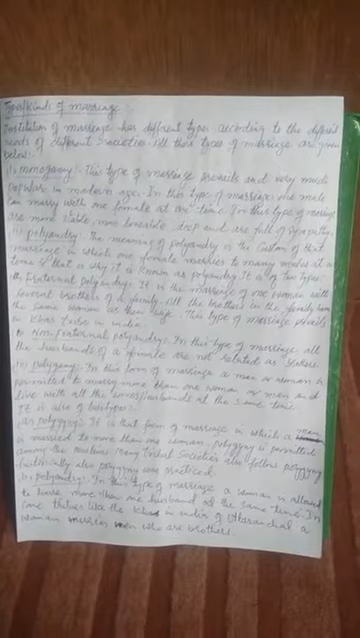 Types/Kinds of marriage :-
Institution of marriage has different types according to the different
needs of different societies. All their types of marriage are given
below:-
(i) monogamy:- This type of marriage prevails and very much
popular in modern age. In this type of marriage one male
can marry with one female at one time. In this type of marriage
are more stable, more deep and are full of sympathy.
(ii) polyandry:- The meaning of polyandry is the custom of that
marriage in which one female marries to many males at a
time & that is why it is known as polyandry. It is of two types.
Fraternal polyandry:- It is the marriage of one woman with
several brothers of a family. All the brothers in the family have
the same woman as their wife. This type of marriage prevails
in Khas tribe in india.
Non-fraternal polyandry:- In this type of marriage all
the husbands of a female are not related as brothers.
polygamy:- In this form of marriage a man or woman is
permitted to marry more than one woman or men and
live with all the at the same time.
It is also of two types:-
(a) polygyny:- It is that form of marriage in which a man
is married to more than one woman. polygyny is permitted
among the muslims many tribal societies also follow polygyny
historically also polygyny was practiced.
polyandry:- In this type of marriage a woman is allowed
to have more than one husband at the same time. In
some tribes like the Khas in india of Uttaranchal a
woman marries men who are brothers.